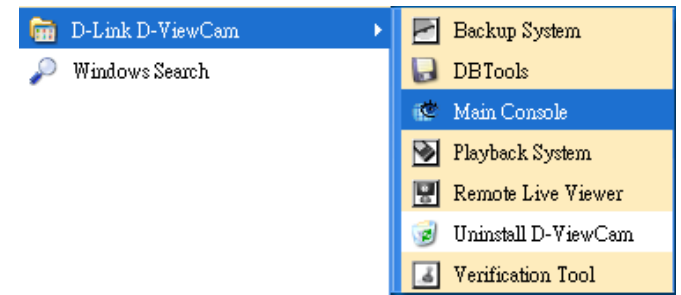 D-Link D-ViewCam
Windows Search
Backup System
DBTools
Main Console
Playback System
Remote Live Viewer
Uninstall D-ViewCam
Verification Tool